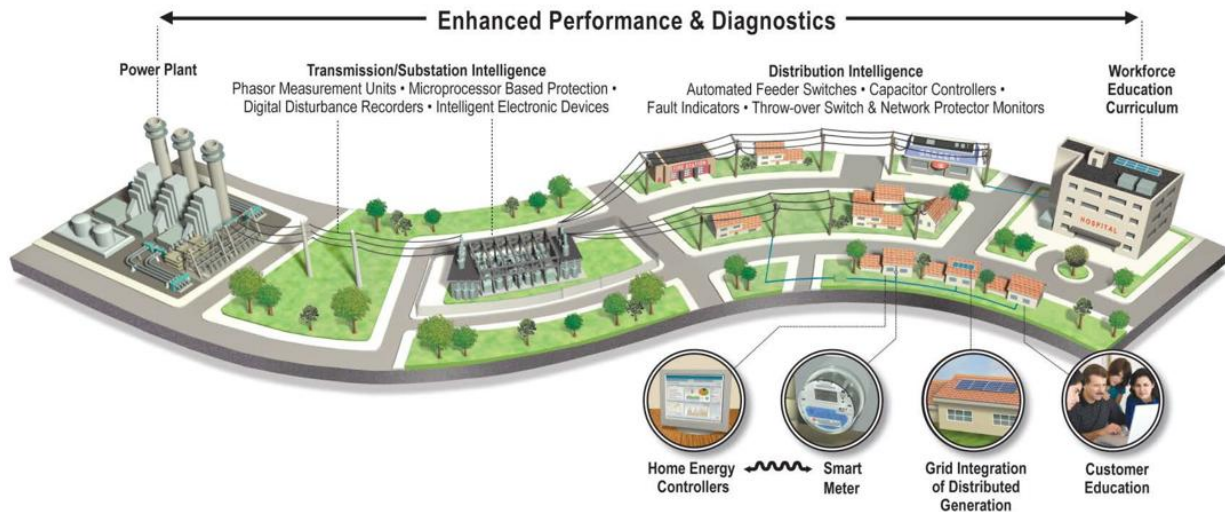 Enhanced Performance & Diagnostics
Power Plant
Transmission/Substation Intelligence
Phasor Measurement Units • Microprocessor Based Protection •
Digital Disturbance Recorders • Intelligent Electronic Devices
Distribution Intelligence
Automated Feeder Switches • Capacitor Controllers •
Fault Indicators • Throw-over Switch & Network Protector Monitors
Workforce
Education
Curriculum
FIRE STATION
HOSPITAL
Home Energy
Controllers
Smart
Meter
Grid Integration
of Distributed
Generation
Customer
Education